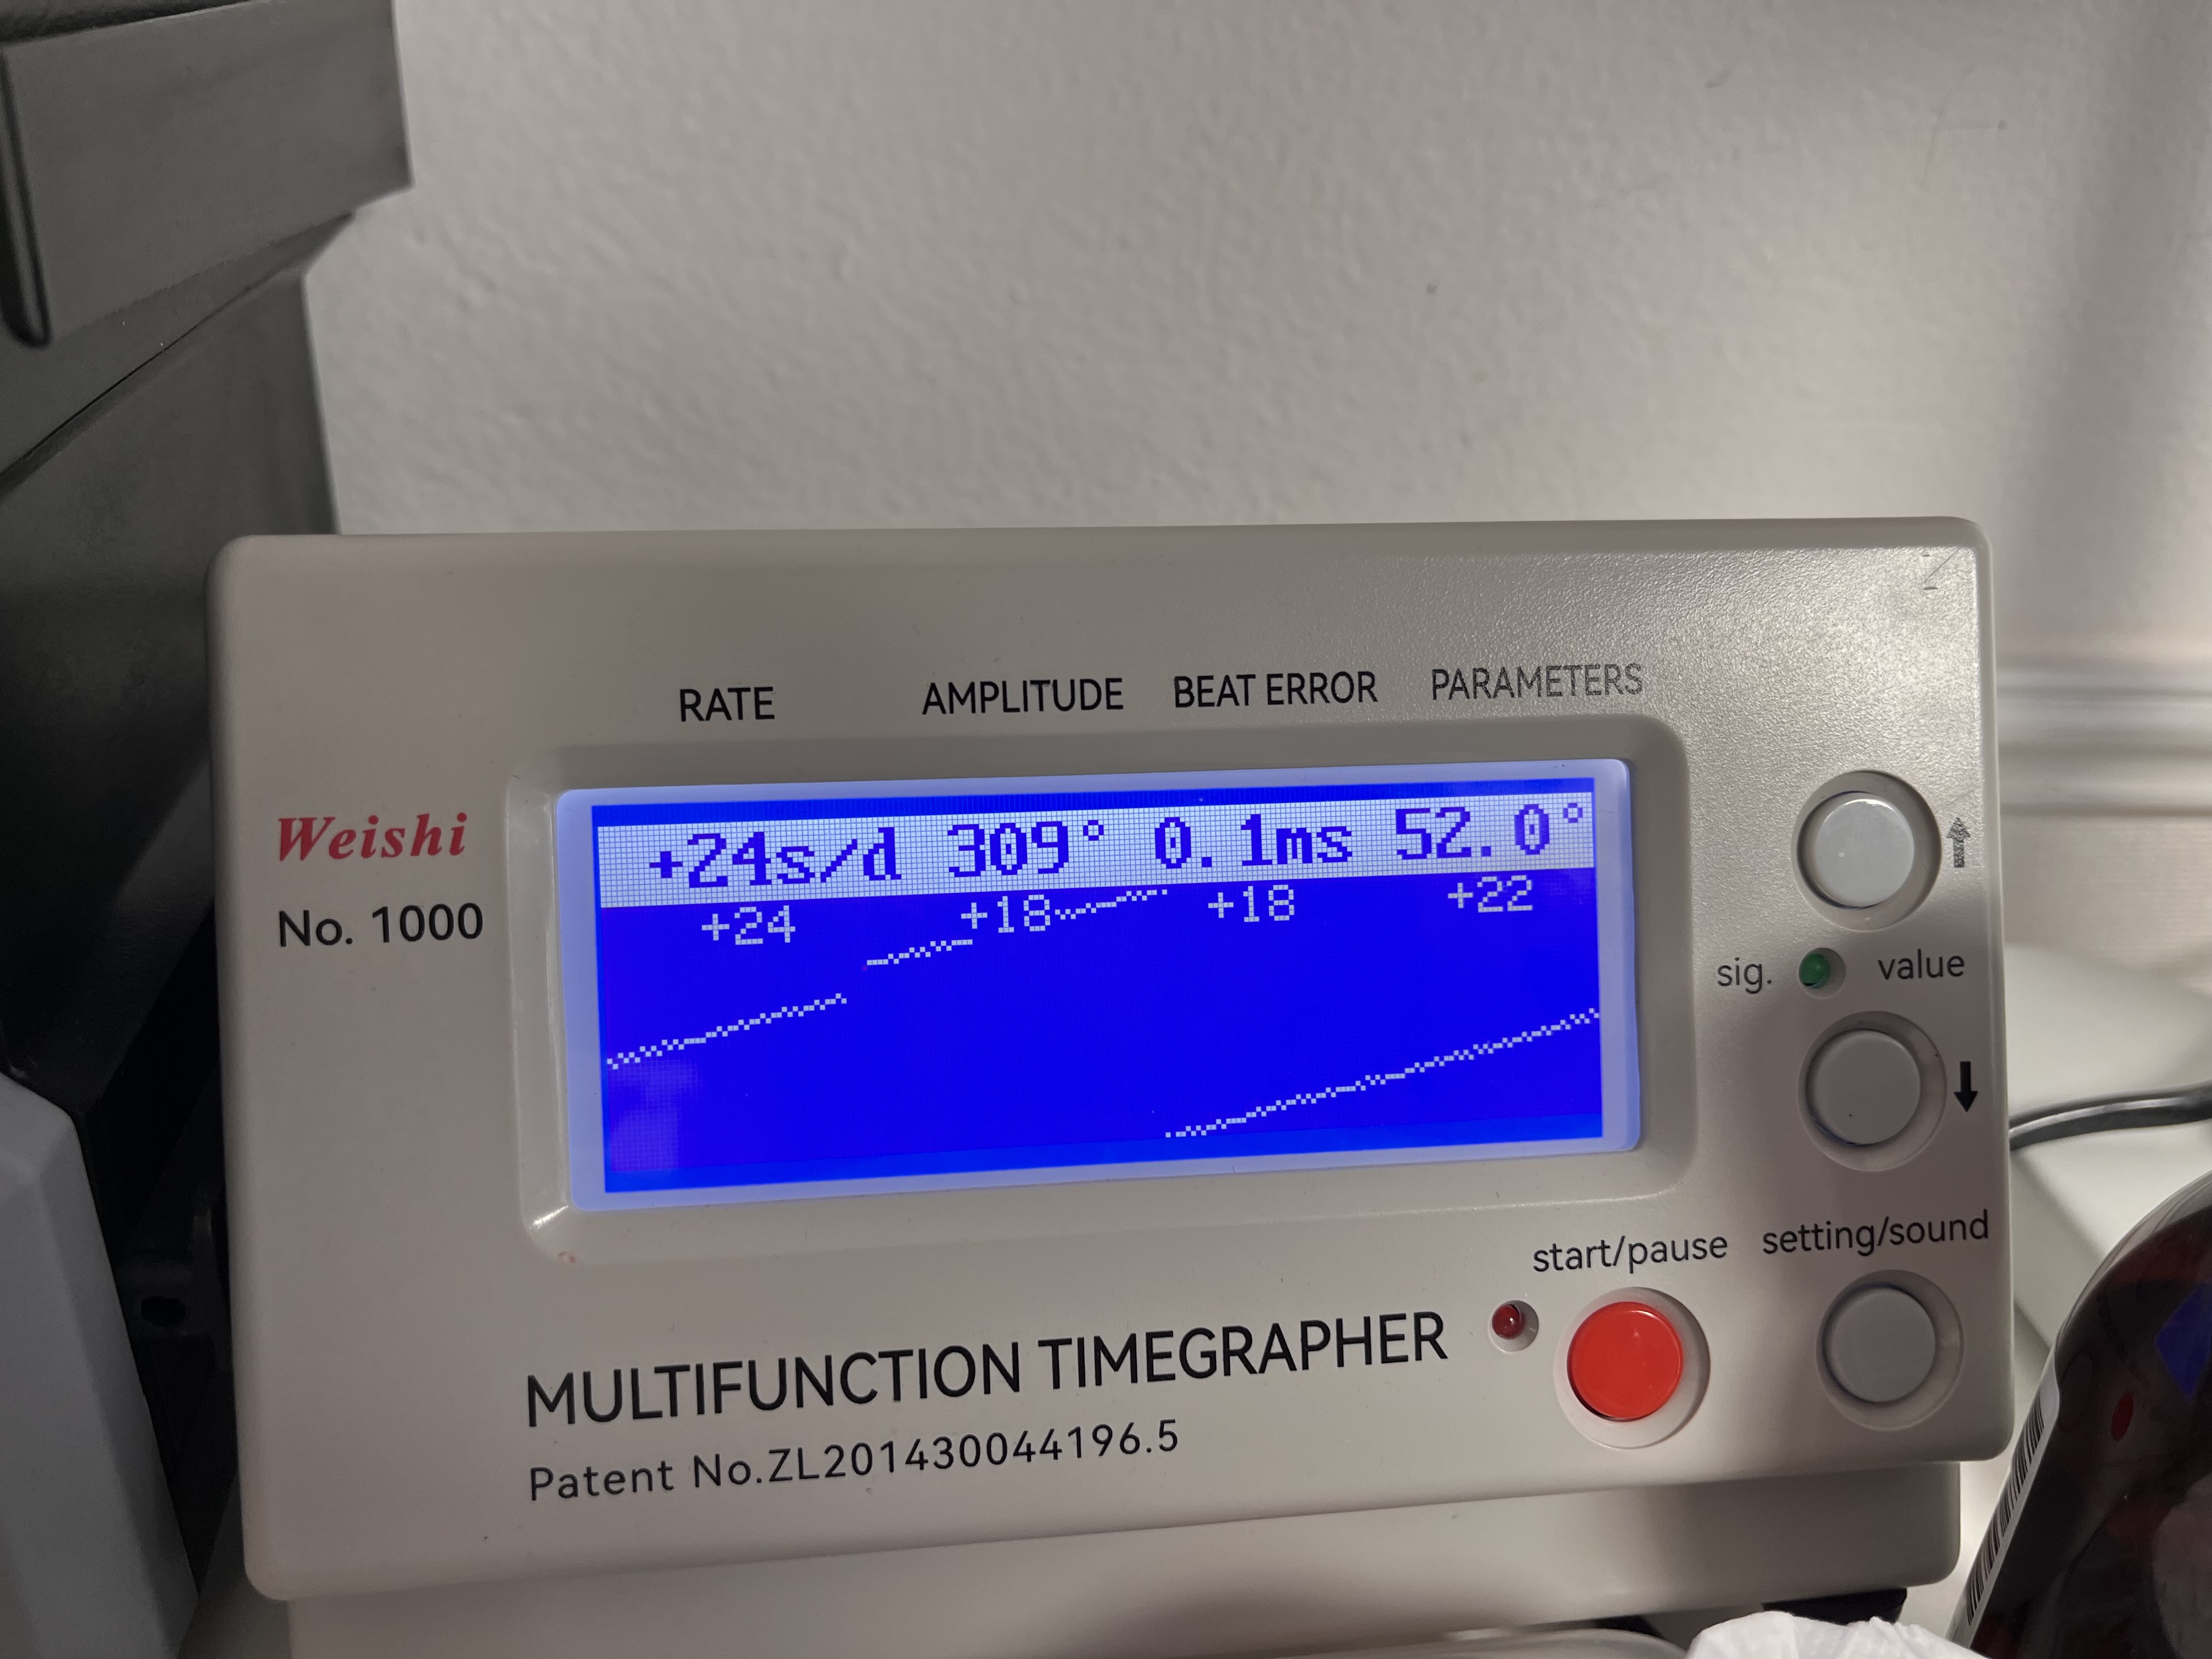 RATE AMPLITUDE BEAT ERROR PARAMETERS
+24s/d 309° 0.1ms 52.0°
+24 +18 +18 +22
Weishi
No. 1000
sig. value
start/pause setting/sound
MULTIFUNCTION TIMEGRAPHER
Patent No.ZL201430044196.5